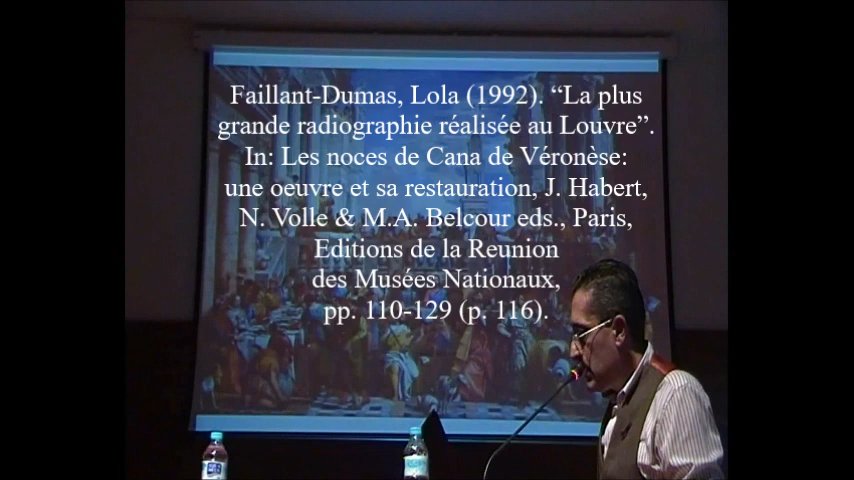 Faillant-Dumas, Lola (1992). “La plus
grande radiographie réalisée au Louvre”.
In: Les noces de Cana de Véronèse:
une oeuvre et sa restauration, J. Habert,
N. Volle & M.A. Belcour eds., Paris,
Editions de la Reunion
des Musées Nationaux,
pp. 110-129 (p. 116).